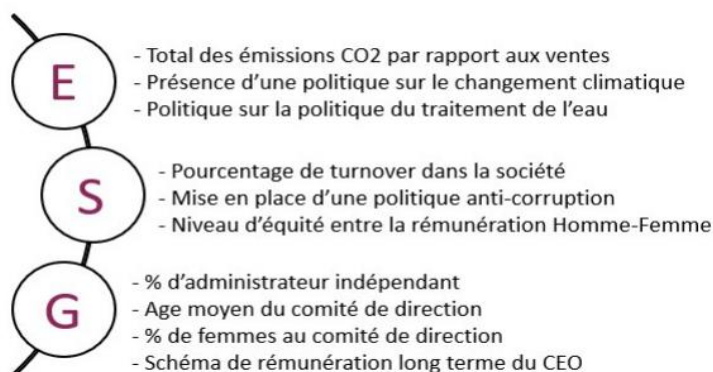 E
- Total des émissions CO2 par rapport aux ventes
- Présence d'une politique sur le changement climatique
- Politique sur la politique du traitement de l'eau
S
- Pourcentage de turnover dans la société
- Mise en place d'une politique anti-corruption
- Niveau d'équité entre la rémunération Homme-Femme
G
- % d'administrateur indépendant
- Age moyen du comité de direction
- % de femmes au comité de direction
- Schéma de rémunération long terme du CEO